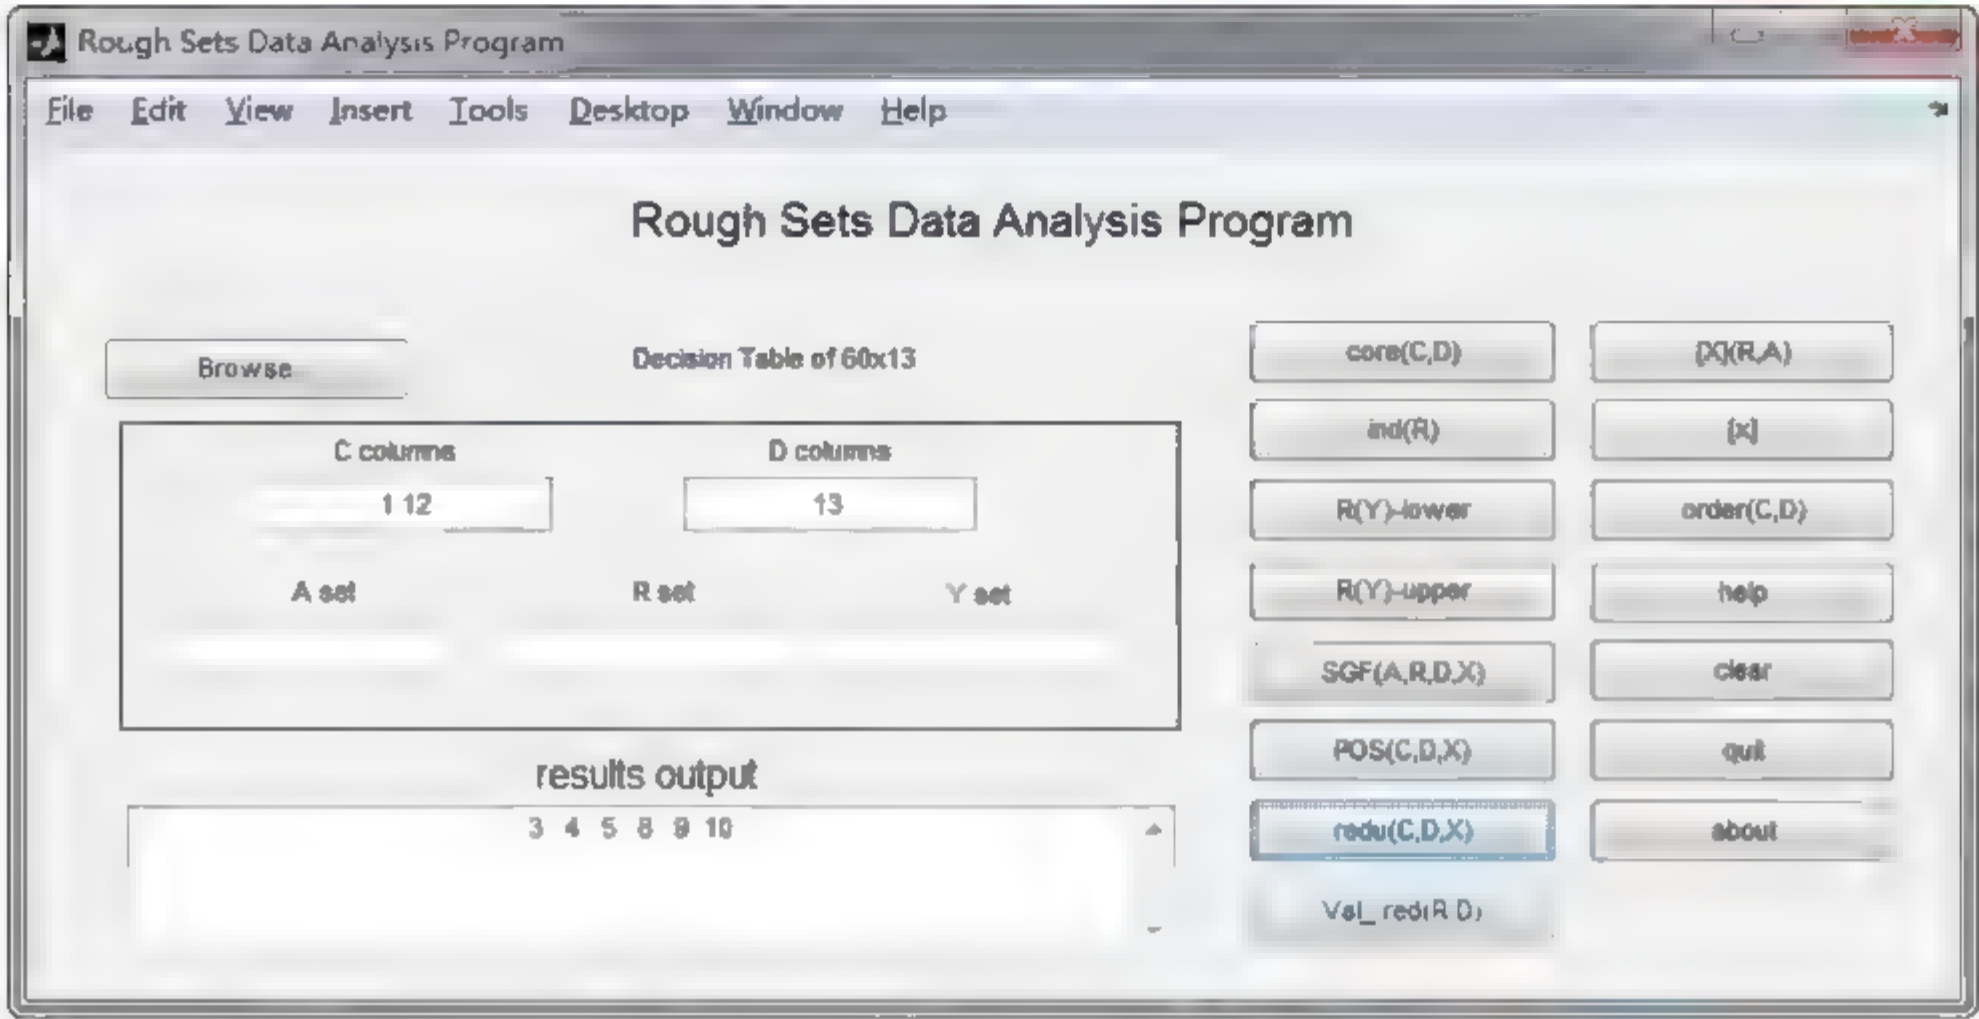 Rough Sets Data Analysis Program
File Edit View Insert Tools Desktop Window Help
Rough Sets Data Analysis Program
Browse
Decision Table of 60x13
C columns D columns
1 12 13
A set R set Y set
results output
3 4 5 8 9 10
core(C,D) [X](R,A)
ind(R) [x]
R(Y)-lower order(C,D)
R(Y)-upper help
SGF(A,R,D,X) clear
POS(C,D,X) quit
redu(C,D,X) about
Val_red(R D)